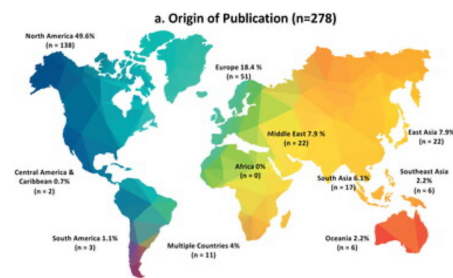 a. Origin of Publication (n=278)
North America 49.6%
(n = 138)
Europe 18.4 %
(n = 51)
Middle East 7.9 %
(n = 22)
East Asia 7.9%
(n = 22)
Africa 0%
(n = 0)
Central America &
Caribbean 0.7%
(n = 2)
South Asia 6.1%
(n = 17)
Southeast Asia
2.2%
(n = 6)
South America 1.1%
(n = 3)
Multiple Countries 4%
(n = 11)
Oceania 2.2%
(n = 6)